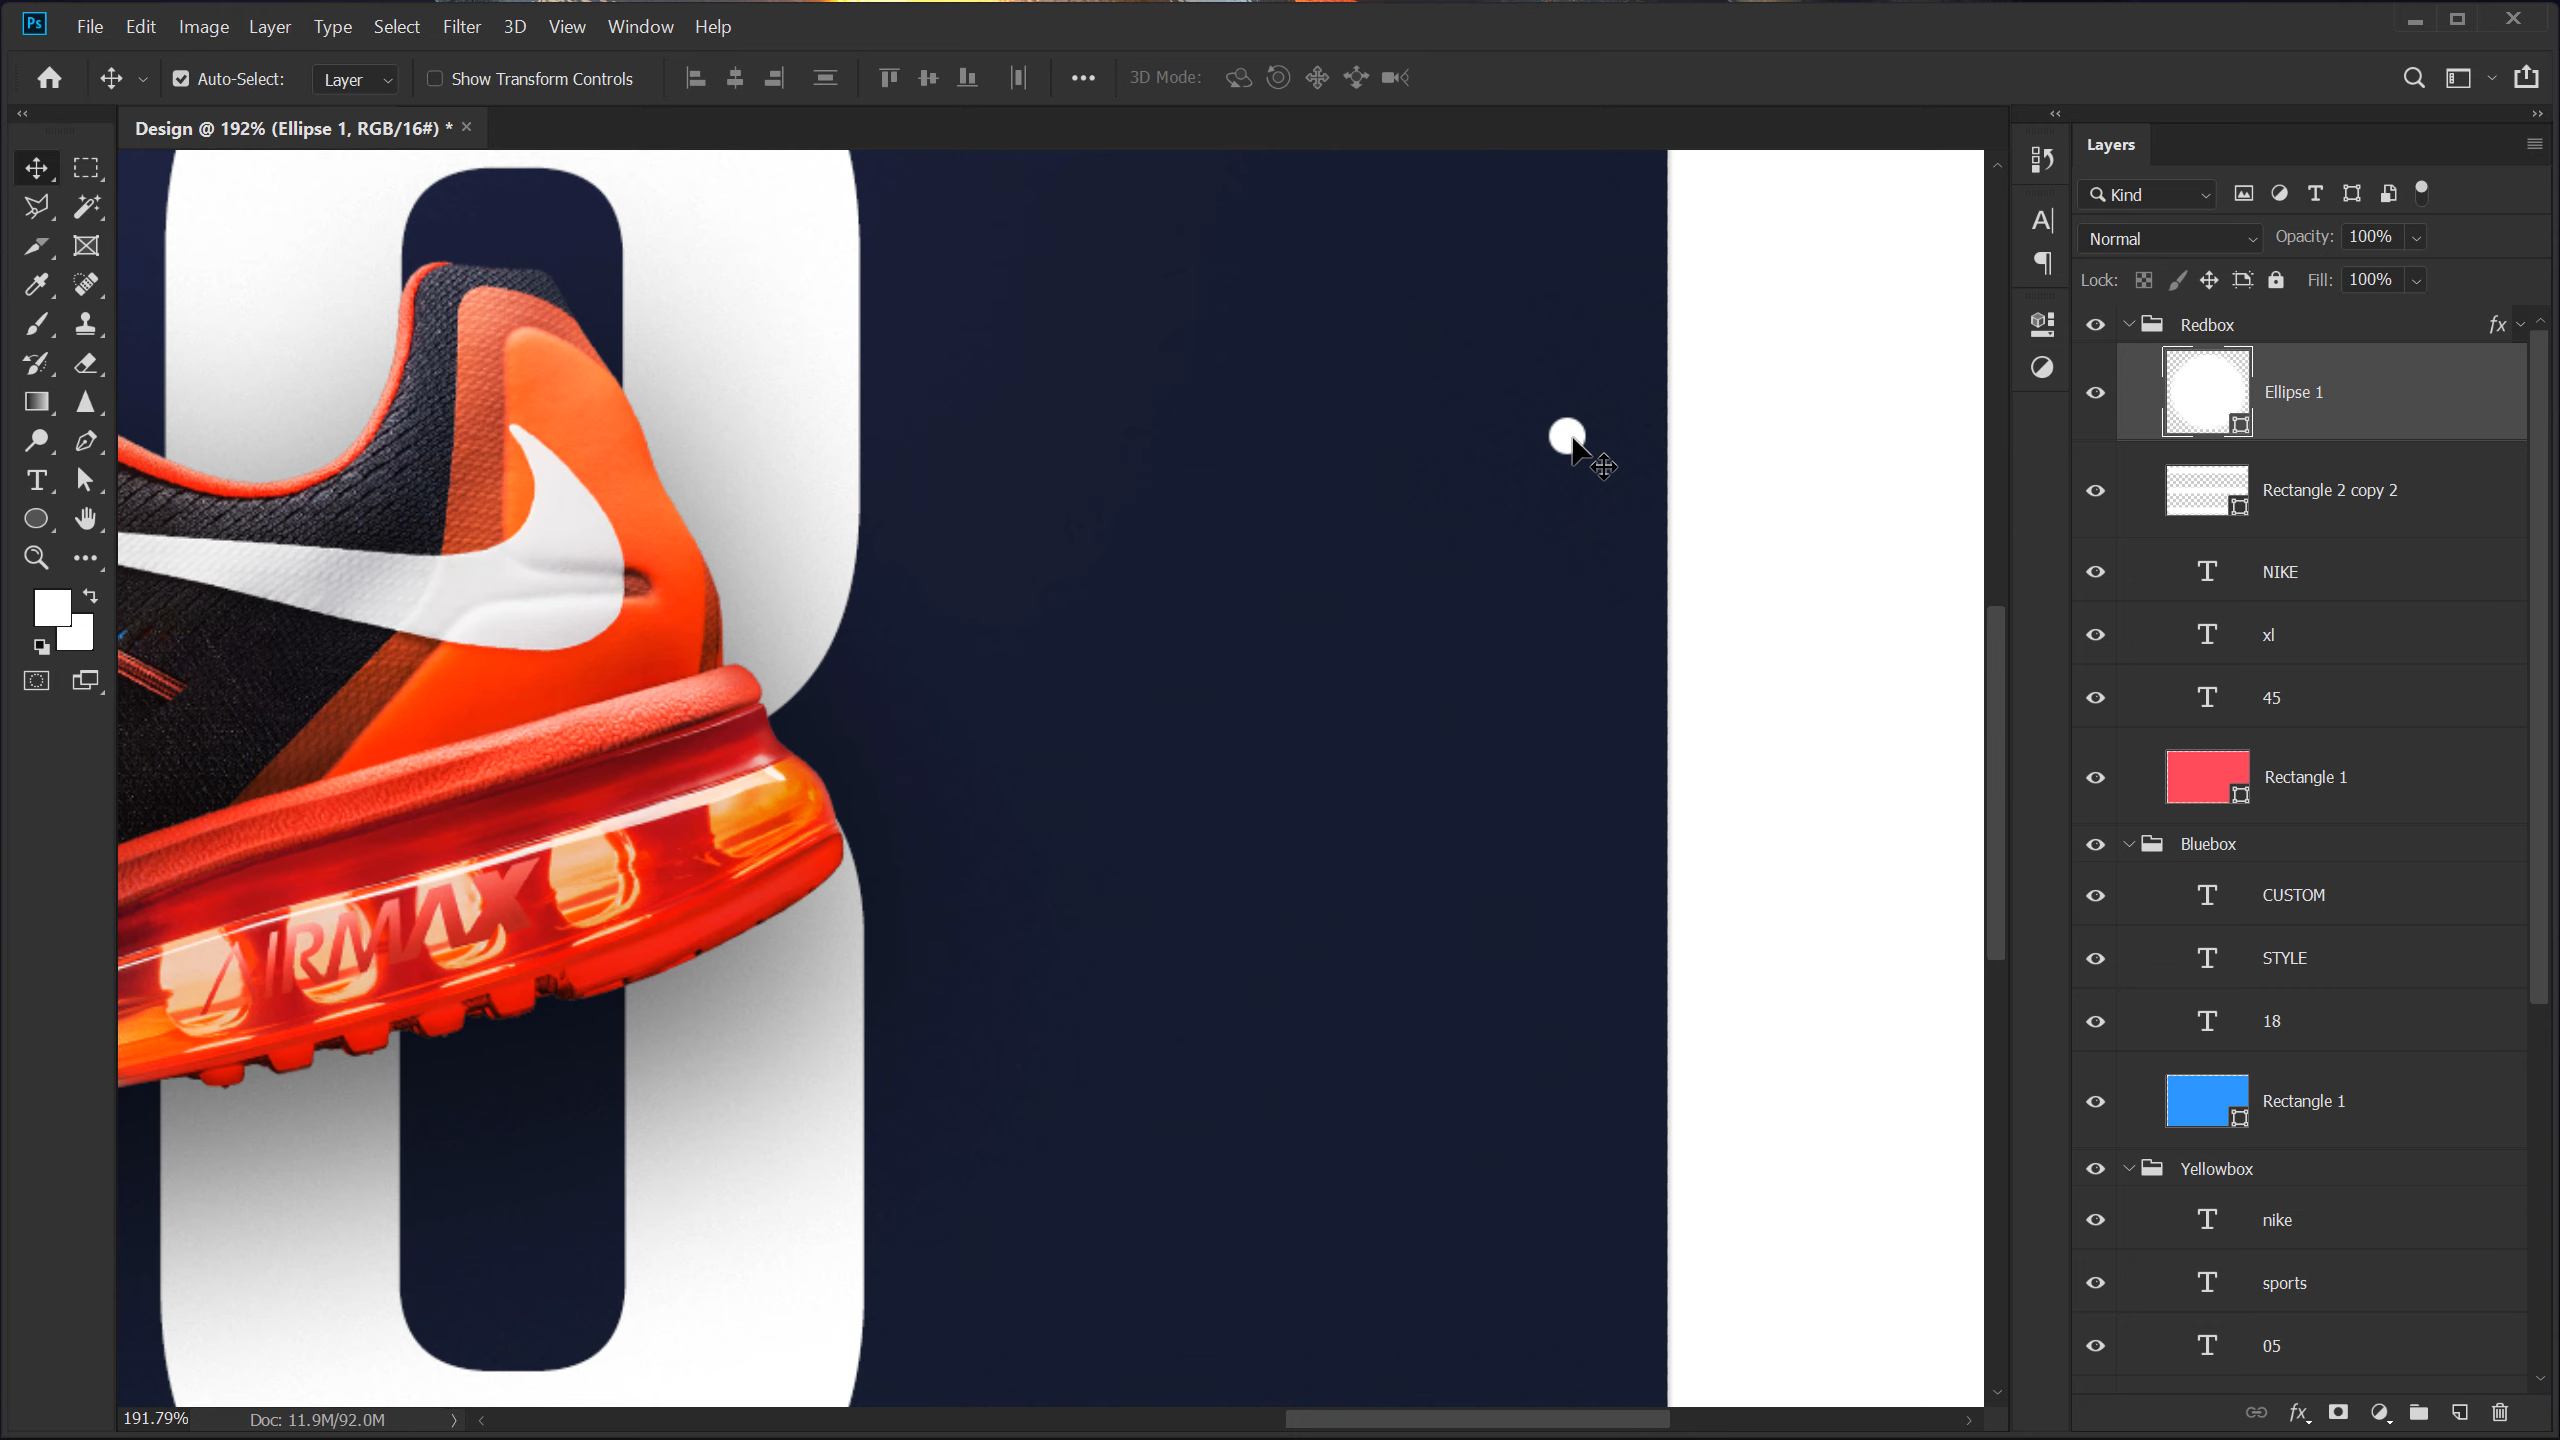 Ps File Edit Image Layer Type Select Filter 3D View Window Help
Auto-Select: Layer Show Transform Controls 3D Mode:
Design @ 192% (Ellipse 1, RGB/16#) *
Layers
Kind
Normal Opacity: 100%
Lock: Fill: 100%
Redbox fx
Ellipse 1
Rectangle 2 copy 2
NIKE
xl
45
Rectangle 1
Bluebox
CUSTOM
STYLE
18
Rectangle 1
Yellowbox
nike
sports
05
AIRMAX
191.79% Doc: 11.9M/92.0M
fx